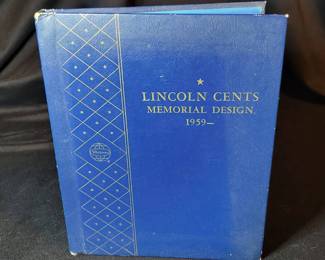 LINCOLN CENTS
MEMORIAL DESIGN
1959—